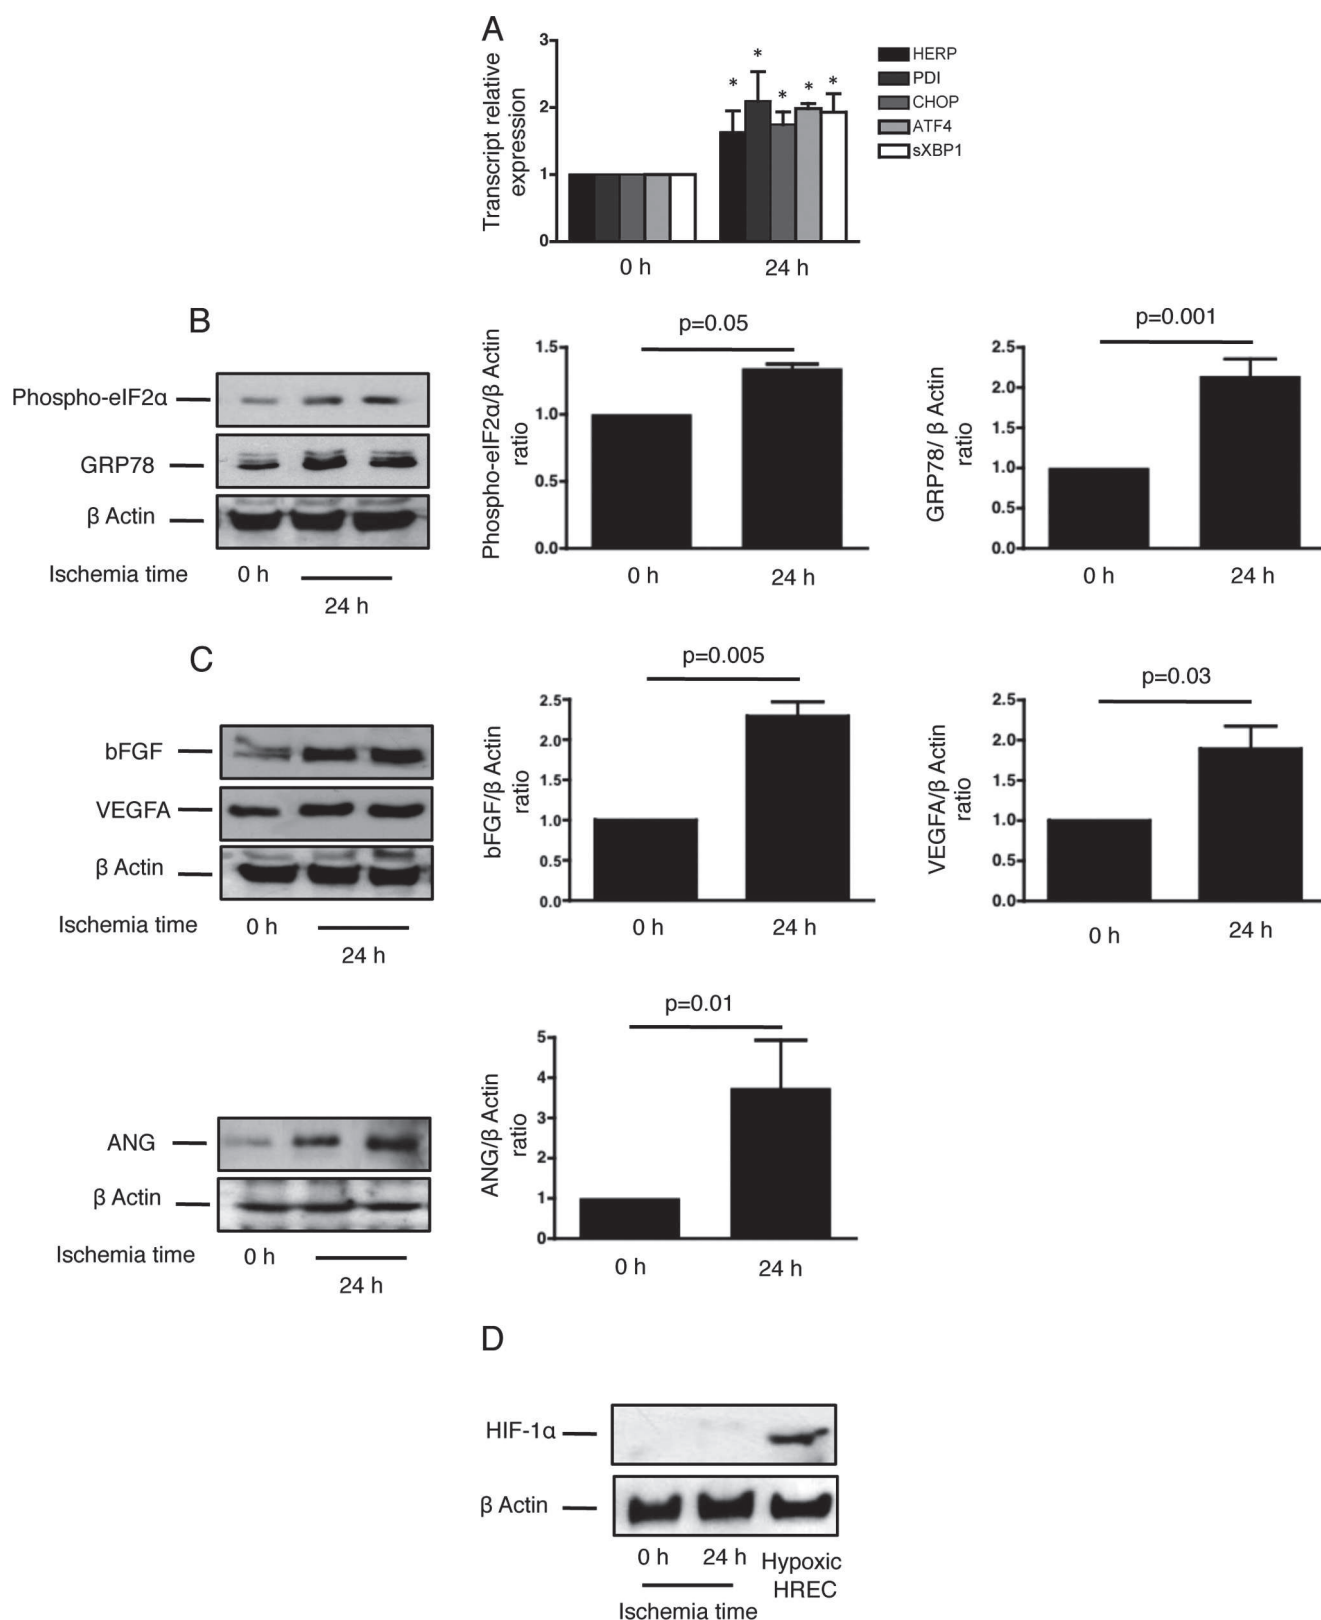 A
Transcript relative
expression
3
2
1
0
* * * * *
0 h 24 h
HERP
PDI
CHOP
ATF4
sXBP1
B
Phospho-eIF2α
GRP78
β Actin
Ischemia time 0 h
24 h
p=0.05
Phospho-eIF2α/β Actin
ratio
1.5
1.0
0.5
0.0
0 h 24 h
p=0.001
GRP78/ β Actin
ratio
2.5
2.0
1.5
1.0
0.5
0.0
0 h 24 h
C
bFGF
VEGFA
β Actin
Ischemia time 0 h
24 h
p=0.005
bFGF/β Actin
ratio
2.5
2.0
1.5
1.0
0.5
0.0
0 h 24 h
p=0.03
VEGFA/β Actin
ratio
2.5
2.0
1.5
1.0
0.5
0.0
0 h 24 h
ANG
β Actin
Ischemia time 0 h
24 h
p=0.01
ANG/β Actin
ratio
5
4
3
2
1
0
0 h 24 h
D
HIF-1α
β Actin
0 h 24 h Hypoxic
HREC
Ischemia time